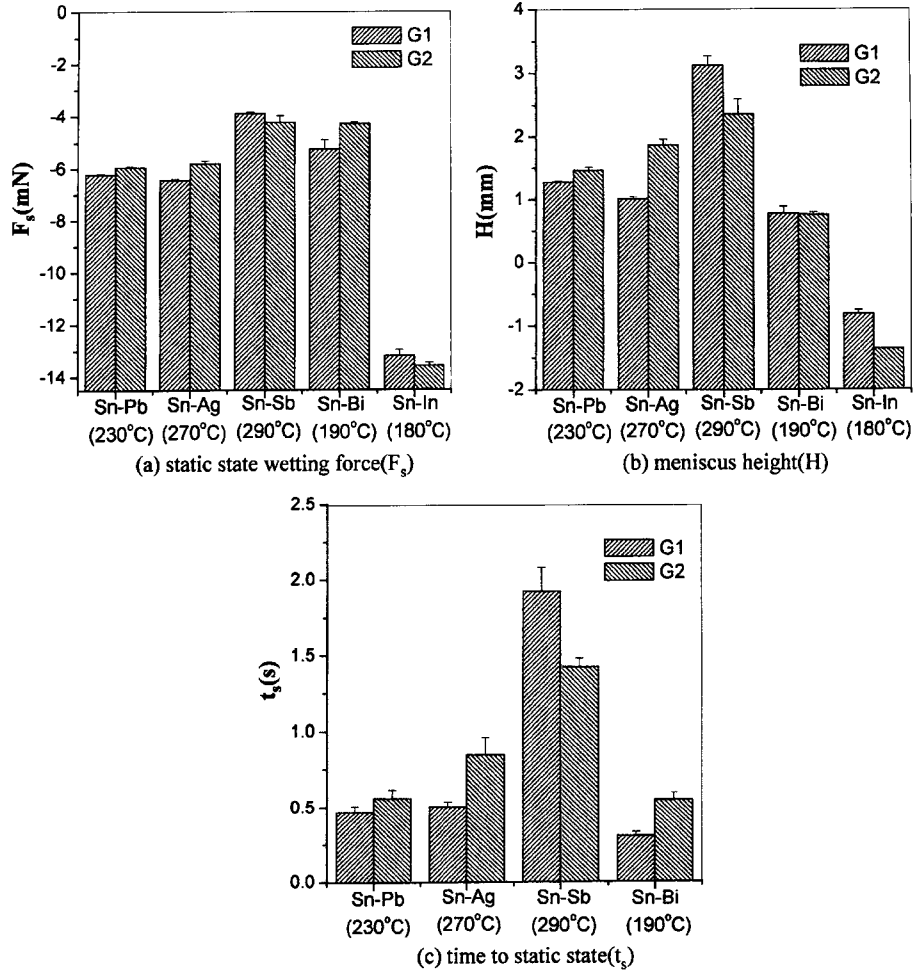 0
-2
-4
-6
-8
-10
-12
-14
Fs(mN)
G1
G2
Sn-Pb Sn-Ag Sn-Sb Sn-Bi Sn-In
(230°C) (270°C) (290°C) (190°C) (180°C)
(a) static state wetting force(Fs)
4
3
2
1
0
-1
-2
H(mm)
G1
G2
Sn-Pb Sn-Ag Sn-Sb Sn-Bi Sn-In
(230°C) (270°C) (290°C) (190°C) (180°C)
(b) meniscus height(H)
2.5
2.0
1.5
1.0
0.5
0.0
ts(s)
G1
G2
Sn-Pb Sn-Ag Sn-Sb Sn-Bi
(230°C) (270°C) (290°C) (190°C)
(c) time to static state(ts)